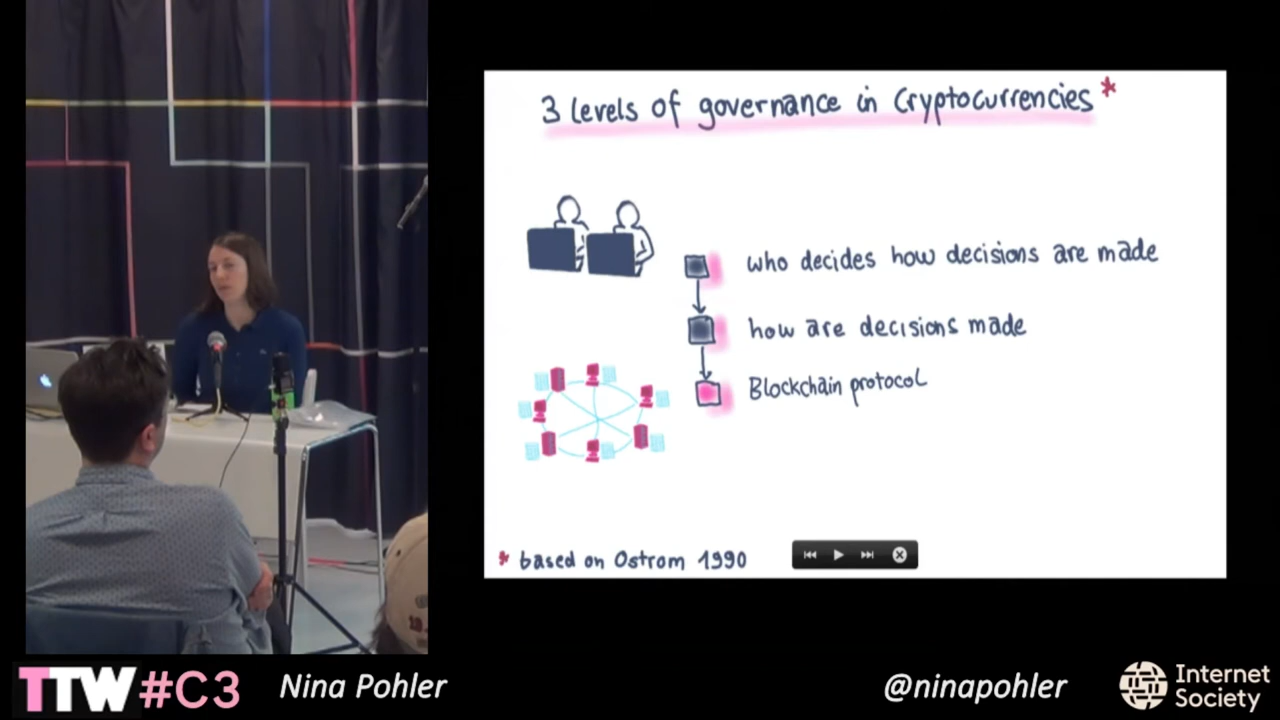 3 levels of governance in Cryptocurrencies*
who decides how decisions are made
how are decisions made
Blockchain protocol
* based on Ostrom 1990
TTW#C3
Nina Pohler
@ninapohler
Internet
Society